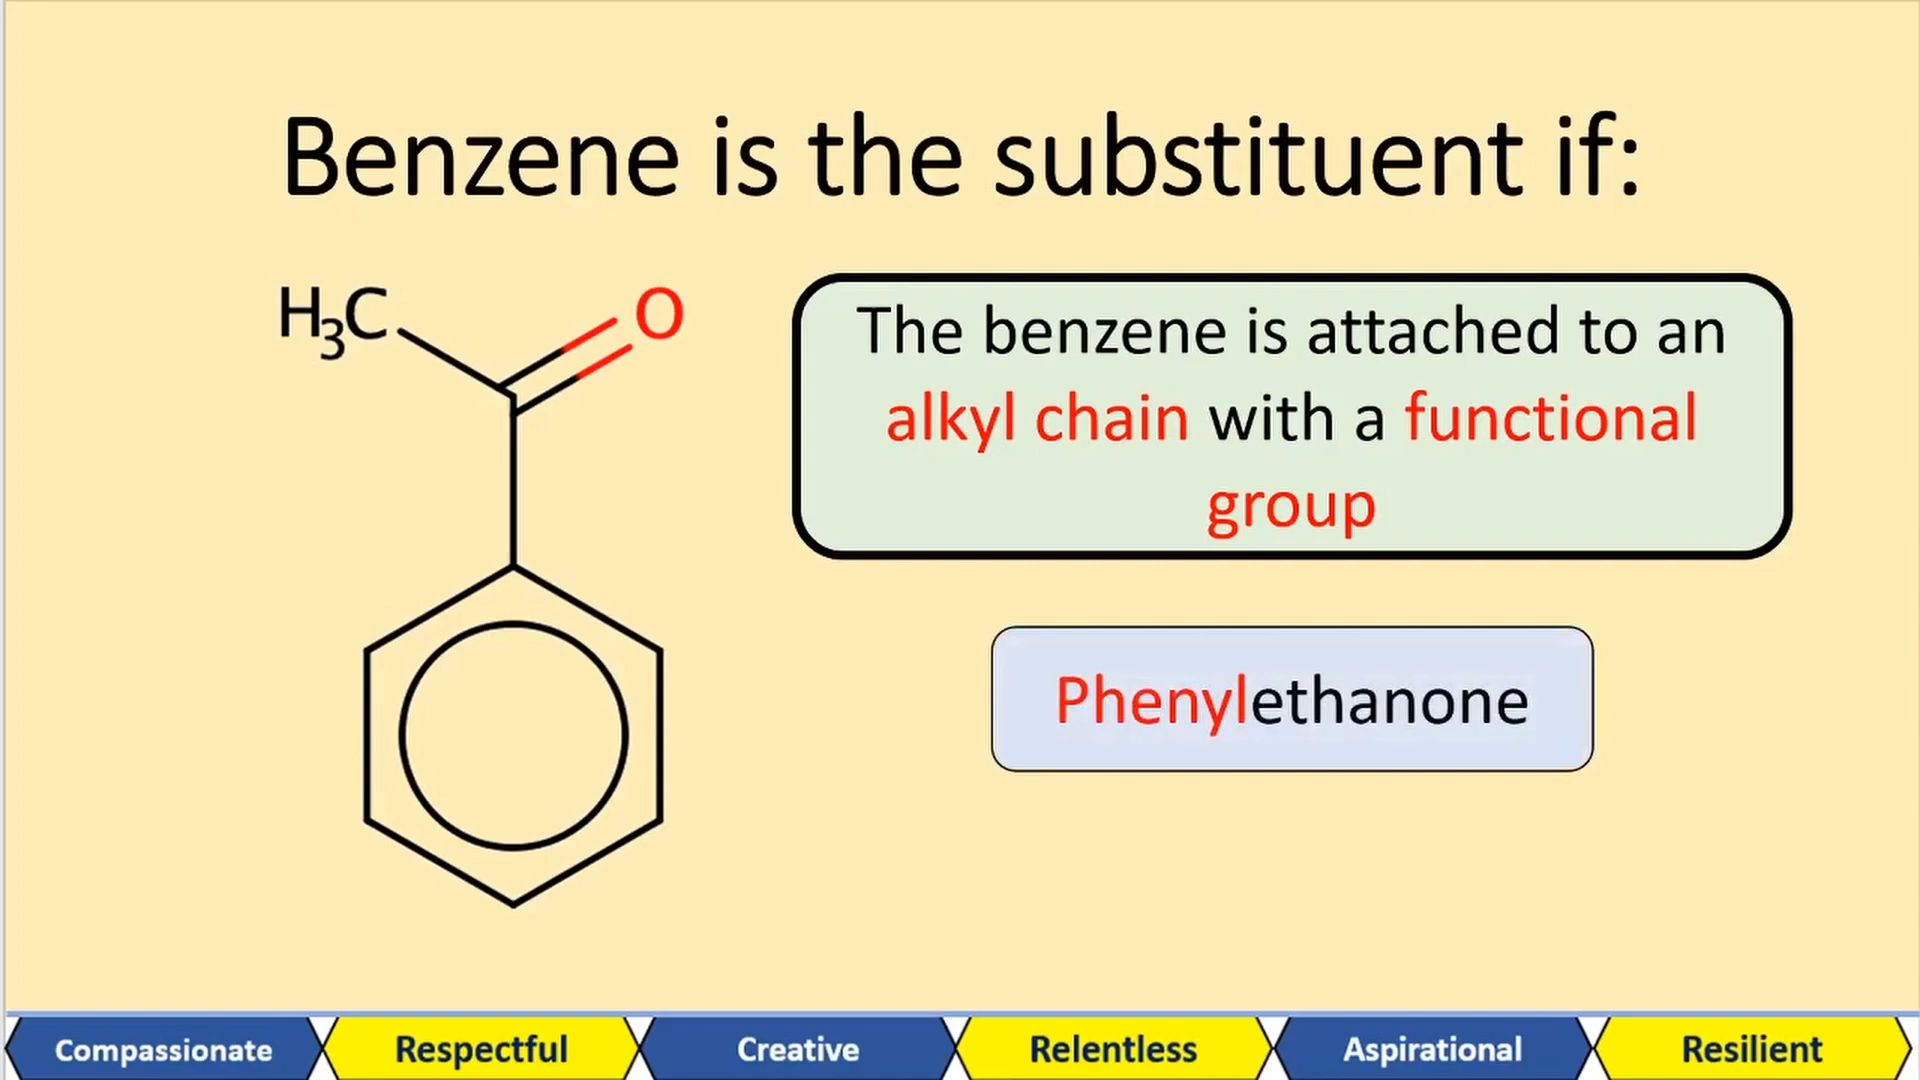 Benzene is the substituent if:
H3C
O
The benzene is attached to an
alkyl chain with a functional
group
Phenylethanone
Compassionate
Respectful
Creative
Relentless
Aspirational
Resilient